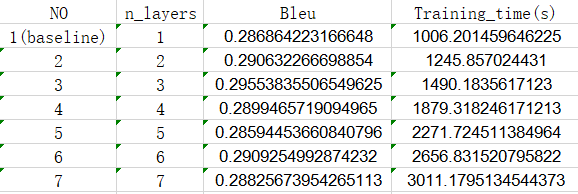 NO n_layers Bleu Training_time(s)
1(baseline) 1 0.286864223166648 1006.201459646225
2 2 0.290632266698854 1245.857024431
3 3 0.29553835506549625 1490.1835617123
4 4 0.2899465719094965 1879.318246171213
5 5 0.28594453660840796 2271.724511384964
6 6 0.2909254992874232 2656.831520795822
7 7 0.28825673954265113 3011.1795134544373